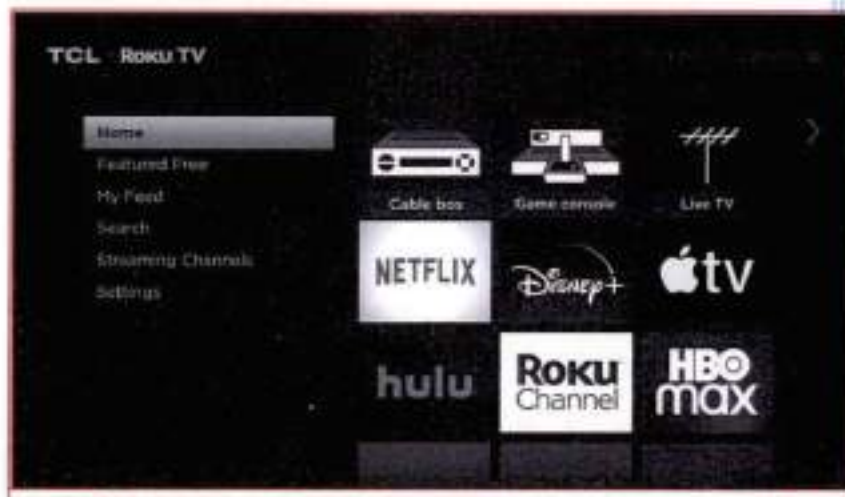 TCL Roku TV
Home
Featured Free
My Feed
Search
Streaming Channels
Settings
Cable box
Game console
Live TV
NETFLIX
Disney+
tv
hulu
Roku
Channel
HBO
max